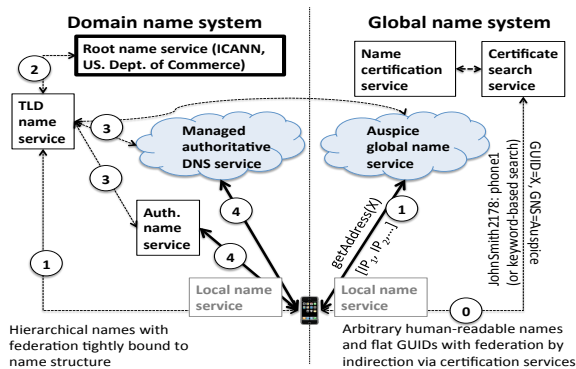 Domain name system
Global name system
Root name service (ICANN,
US. Dept. of Commerce)
Name
certification
service
Certificate
search
service
2
TLD
name
service
3
Managed
authoritative
DNS service
Auspice
global name
service
3
4
1
Auth.
name
service
4
1
getAddress(X)
[IP1, IP2,...]
JohnSmith2178: phone1
(or keyword-based search)
GUID=X, GNS=Auspice
Local name
service
Local name
service
0
Hierarchical names with
federation tightly bound to
name structure
Arbitrary human-readable names
and flat GUIDs with federation by
indirection via certification services